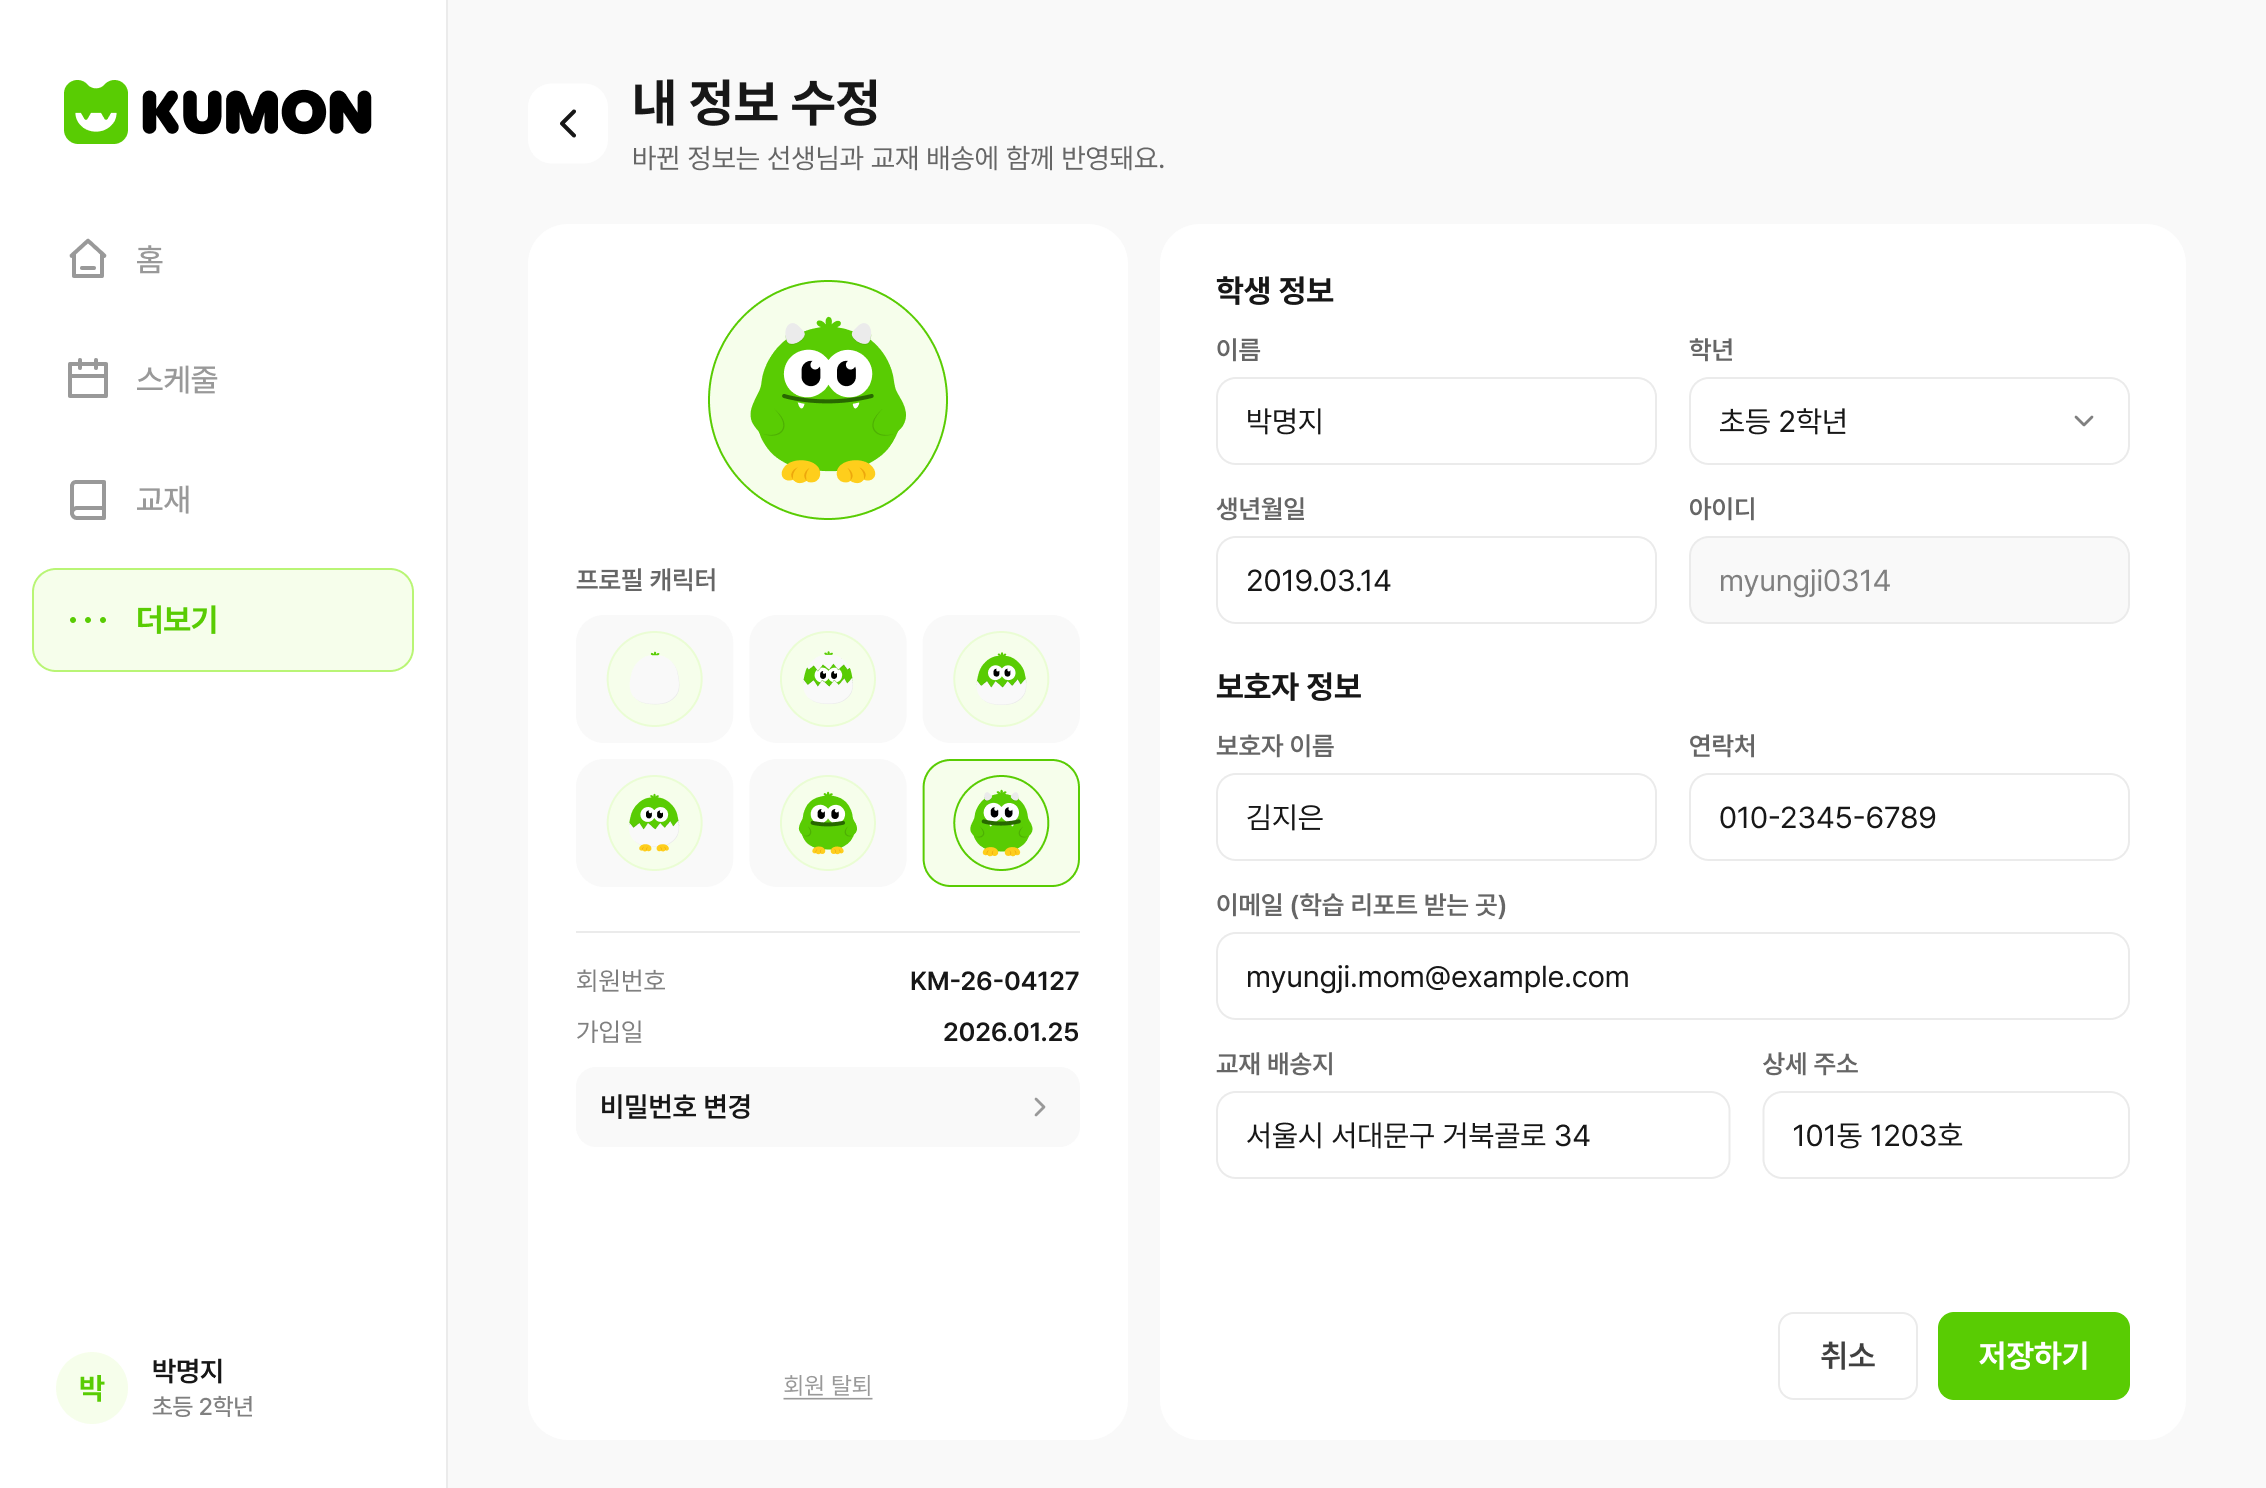 KUMON
홈
스케줄
교재
더보기
박
박명지
초등 2학년
내 정보 수정
바뀐 정보는 선생님과 교재 배송에 함께 반영돼요.
프로필 캐릭터
회원번호 KM-26-04127
가입일 2026.01.25
비밀번호 변경
회원 탈퇴
학생 정보
이름 학년
박명지 초등 2학년
생년월일 아이디
2019.03.14 myungji0314
보호자 정보
보호자 이름 연락처
김지은 010-2345-6789
이메일 (학습 리포트 받는 곳)
myungji.mom@example.com
교재 배송지 상세 주소
서울시 서대문구 거북골로 34 101동 1203호
취소 저장하기